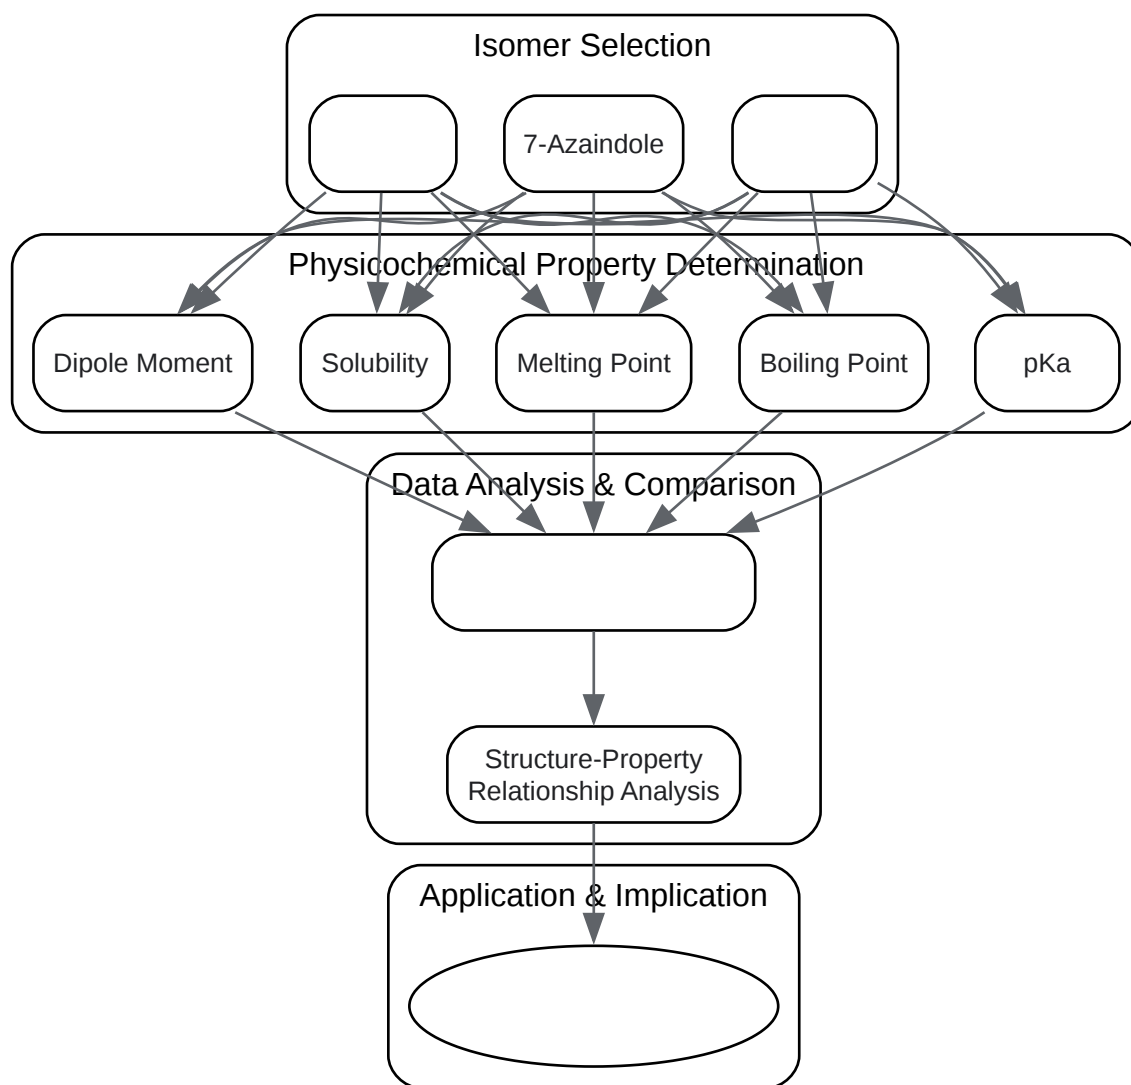 Isomer Selection
7-Azaindole
Physicochemical Property Determination
Dipole Moment
Solubility
Melting Point
Boiling Point
pKa
Data Analysis & Comparison
Structure-Property
Relationship Analysis
Application & Implication